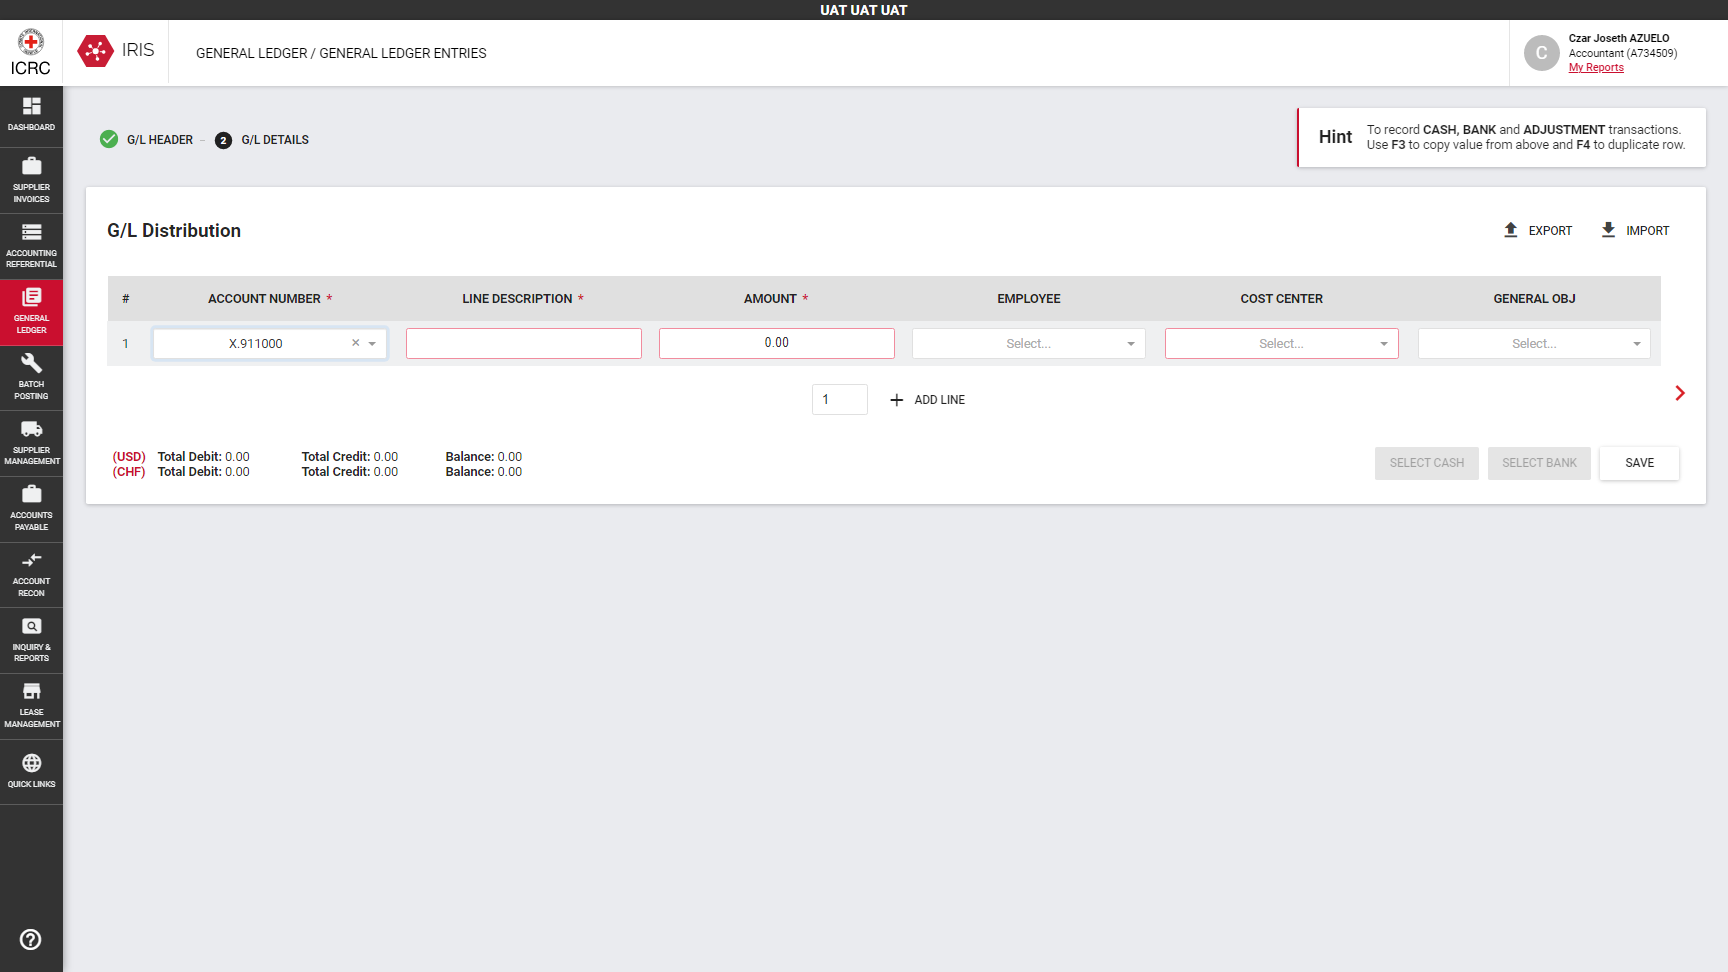 UAT UAT UAT
ICRC
IRIS
GENERAL LEDGER / GENERAL LEDGER ENTRIES
C
Czar Joseth AZUELO
Accountant (A734509)
My Reports
DASHBOARD
SUPPLIER
INVOICES
ACCOUNTING
REFERENTIAL
GENERAL
LEDGER
BATCH
POSTING
SUPPLIER
MANAGEMENT
ACCOUNTS
PAYABLE
ACCOUNT
RECON
INQUIRY &
REPORTS
LEASE
MANAGEMENT
QUICK LINKS
G/L HEADER – 2 G/L DETAILS
Hint
To record CASH, BANK and ADJUSTMENT transactions.
Use F3 to copy value from above and F4 to duplicate row.
G/L Distribution
EXPORT IMPORT
# ACCOUNT NUMBER * LINE DESCRIPTION * AMOUNT * EMPLOYEE COST CENTER GENERAL OBJ
1 X.911000 × 0.00 Select... Select... Select...
1 + ADD LINE
(USD) Total Debit: 0.00 Total Credit: 0.00 Balance: 0.00
(CHF) Total Debit: 0.00 Total Credit: 0.00 Balance: 0.00
SELECT CASH SELECT BANK SAVE